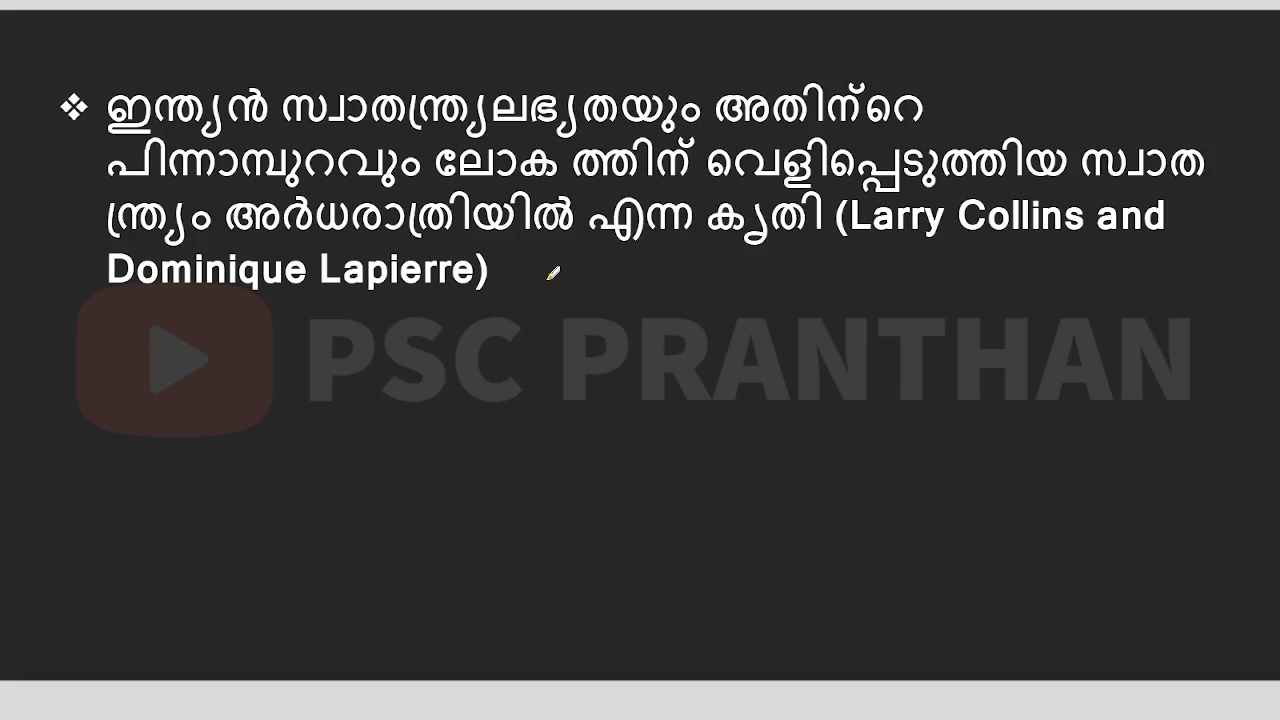 ❖ ഇന്ത്യൻ സ്വാതന്ത്ര്യലഭ്യതയും അതിന്റെ
പിന്നാമ്പുറവും ലോക ത്തിന് വെളിപ്പെടുത്തിയ സ്വാത
ന്ത്ര്യം അർധരാത്രിയിൽ എന്ന കൃതി (Larry Collins and
Dominique Lapierre)
PSC PRANTHAN